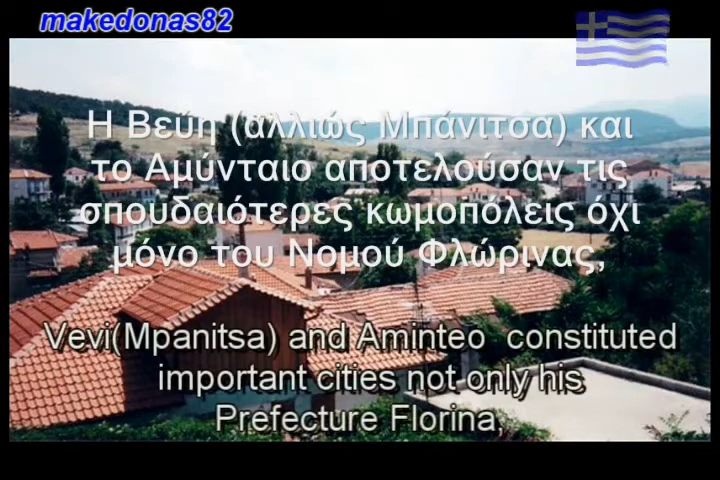 makedonas82
Η Βεύη (αλλιώς Μπάνιτσα) και
το Αμύνταιο αποτελούσαν τις
σπουδαιότερες κωμοπόλεις όχι
μόνο του Νομού Φλώρινας,
Vevi(Mpanitsa) and Aminteo constituted
important cities not only his
Prefecture Florina,